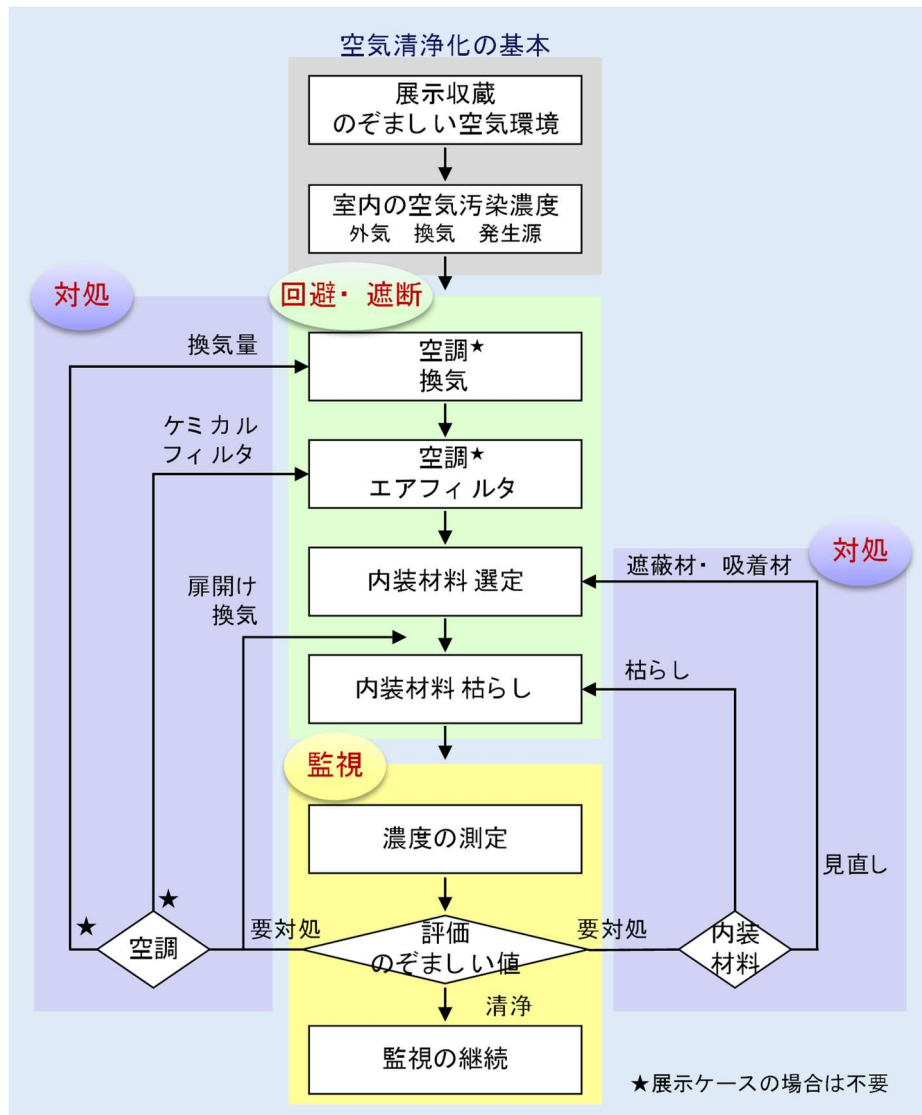 空気清浄化の基本
展示収蔵
のぞましい空気環境
室内の空気汚染濃度
外気 換気 発生源
対処
回避・遮断
換気量
空調★
換気
ケミカル
フィルタ
空調★
エアフィルタ
対処
内装材料 選定
遮蔽材・吸着材
扉開け
換気
内装材料 枯らし
枯らし
監視
濃度の測定
見直し
★
★
空調
要対処
評価
のぞましい値
要対処
内装
材料
清浄
監視の継続
★展示ケースの場合は不要